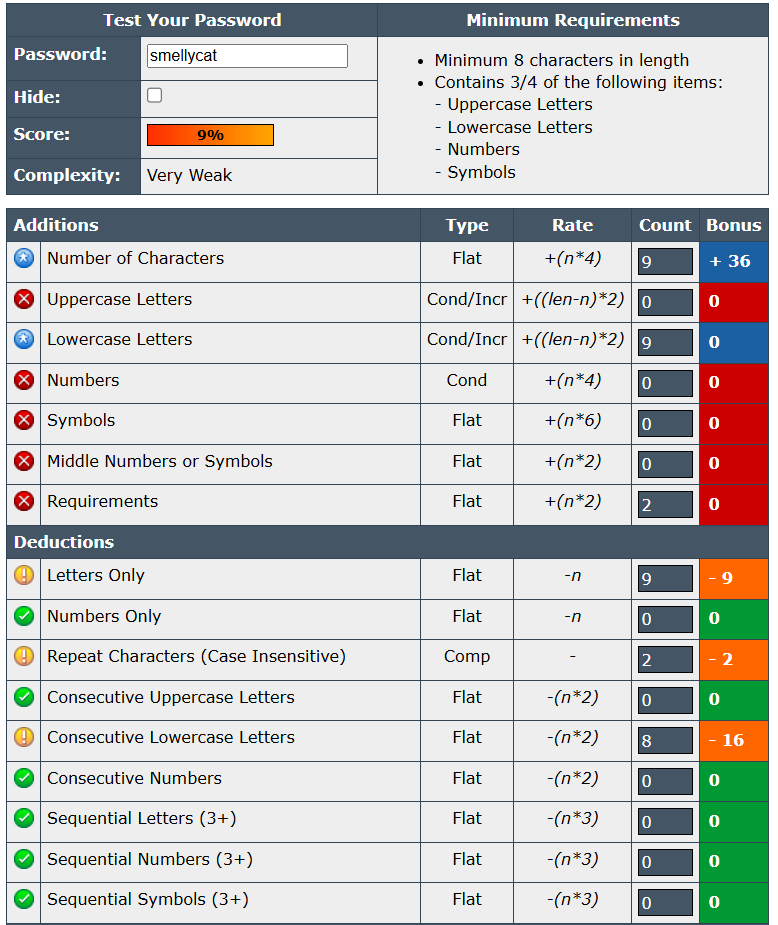 Test Your Password
Minimum Requirements
Password: smellycat
Hide:
Score: 9%
Complexity: Very Weak
• Minimum 8 characters in length
• Contains 3/4 of the following items:
- Uppercase Letters
- Lowercase Letters
- Numbers
- Symbols
Additions Type Rate Count Bonus
Number of Characters Flat +(n*4) 9 + 36
Uppercase Letters Cond/Incr +((len-n)*2) 0 0
Lowercase Letters Cond/Incr +((len-n)*2) 9 0
Numbers Cond +(n*4) 0 0
Symbols Flat +(n*6) 0 0
Middle Numbers or Symbols Flat +(n*2) 0 0
Requirements Flat +(n*2) 2 0
Deductions
Letters Only Flat -n 9 - 9
Numbers Only Flat -n 0 0
Repeat Characters (Case Insensitive) Comp - 2 - 2
Consecutive Uppercase Letters Flat -(n*2) 0 0
Consecutive Lowercase Letters Flat -(n*2) 8 - 16
Consecutive Numbers Flat -(n*2) 0 0
Sequential Letters (3+) Flat -(n*3) 0 0
Sequential Numbers (3+) Flat -(n*3) 0 0
Sequential Symbols (3+) Flat -(n*3) 0 0